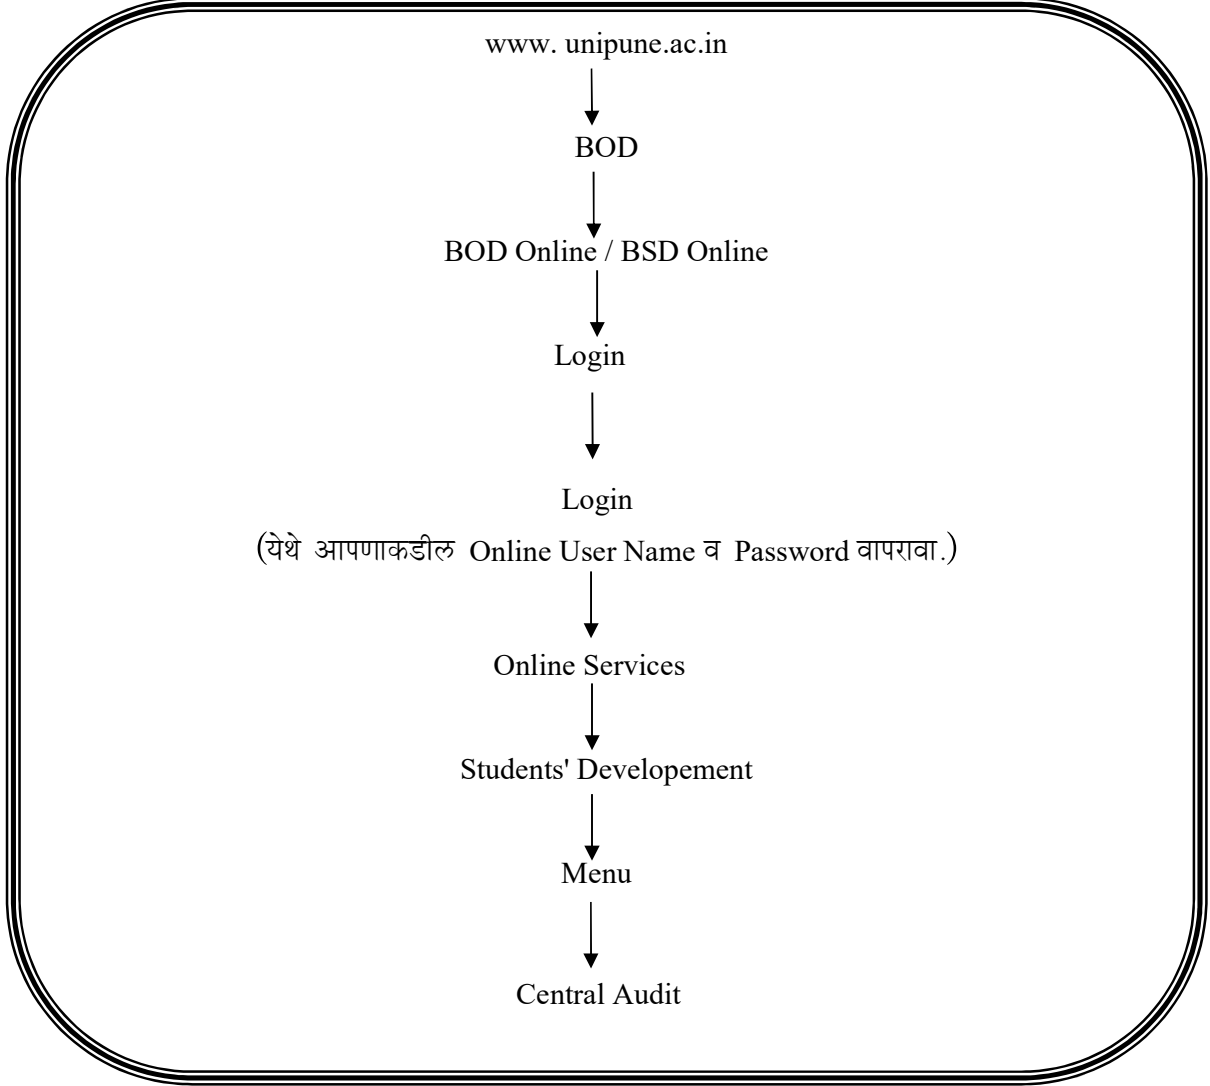 www. unipune.ac.in
BOD
BOD Online / BSD Online
Login
Login
(येथे आपणाकडील Online User Name व Password वापरावा.)
Online Services
Students' Developement
Menu
Central Audit